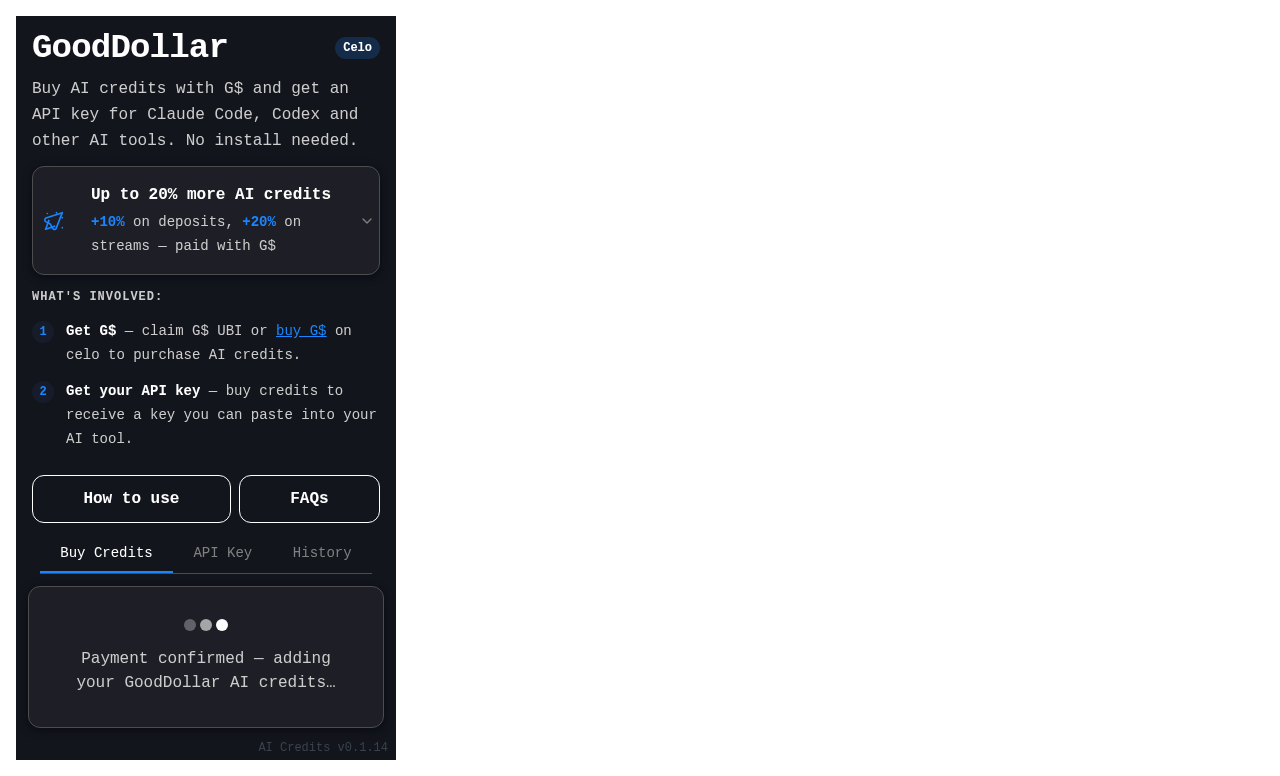 GoodDollar
Celo
Buy AI credits with G$ and get an
API key for Claude Code, Codex and
other AI tools. No install needed.
Up to 20% more AI credits
+10% on deposits, +20% on
streams — paid with G$
WHAT'S INVOLVED:
1 Get G$ — claim G$ UBI or buy G$ on
celo to purchase AI credits.
2 Get your API key — buy credits to
receive a key you can paste into your
AI tool.
How to use FAQs
Buy Credits API Key History
Payment confirmed — adding
your GoodDollar AI credits…
AI Credits v0.1.14